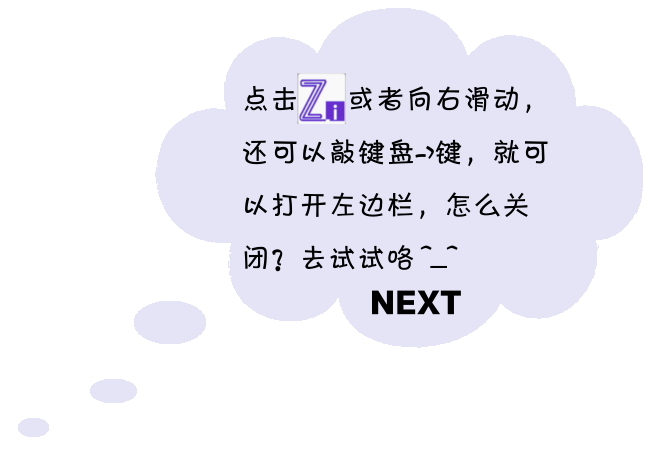 点击Zi或者向右滑动，
还可以敲键盘->键，就可
以打开左边栏，怎么关
闭？去试试咯^_^
NEXT